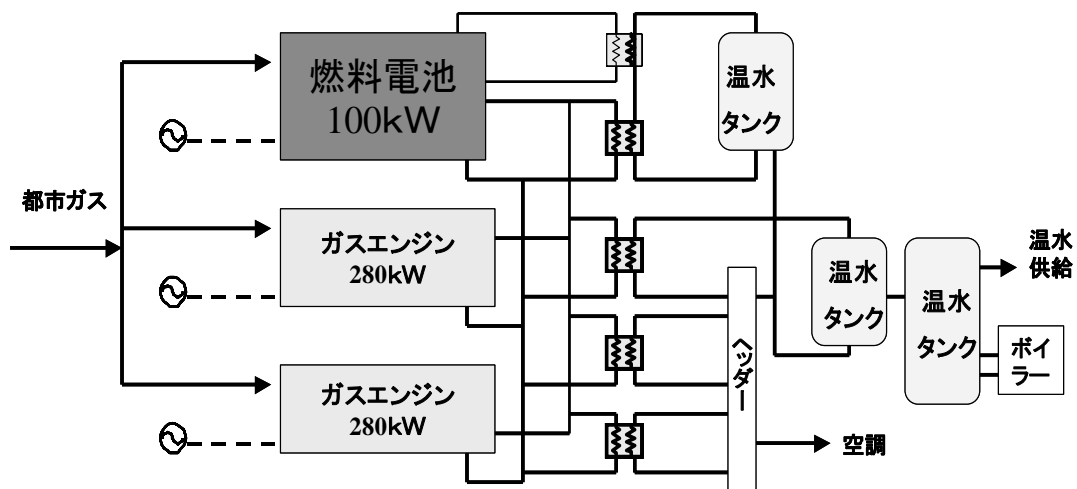 都市ガス
燃料電池
100kW
ガスエンジン
280kW
ガスエンジン
280kW
温水
タンク
温水
タンク
温水
タンク
ヘッダー
温水
供給
ボイ
ラー
空調